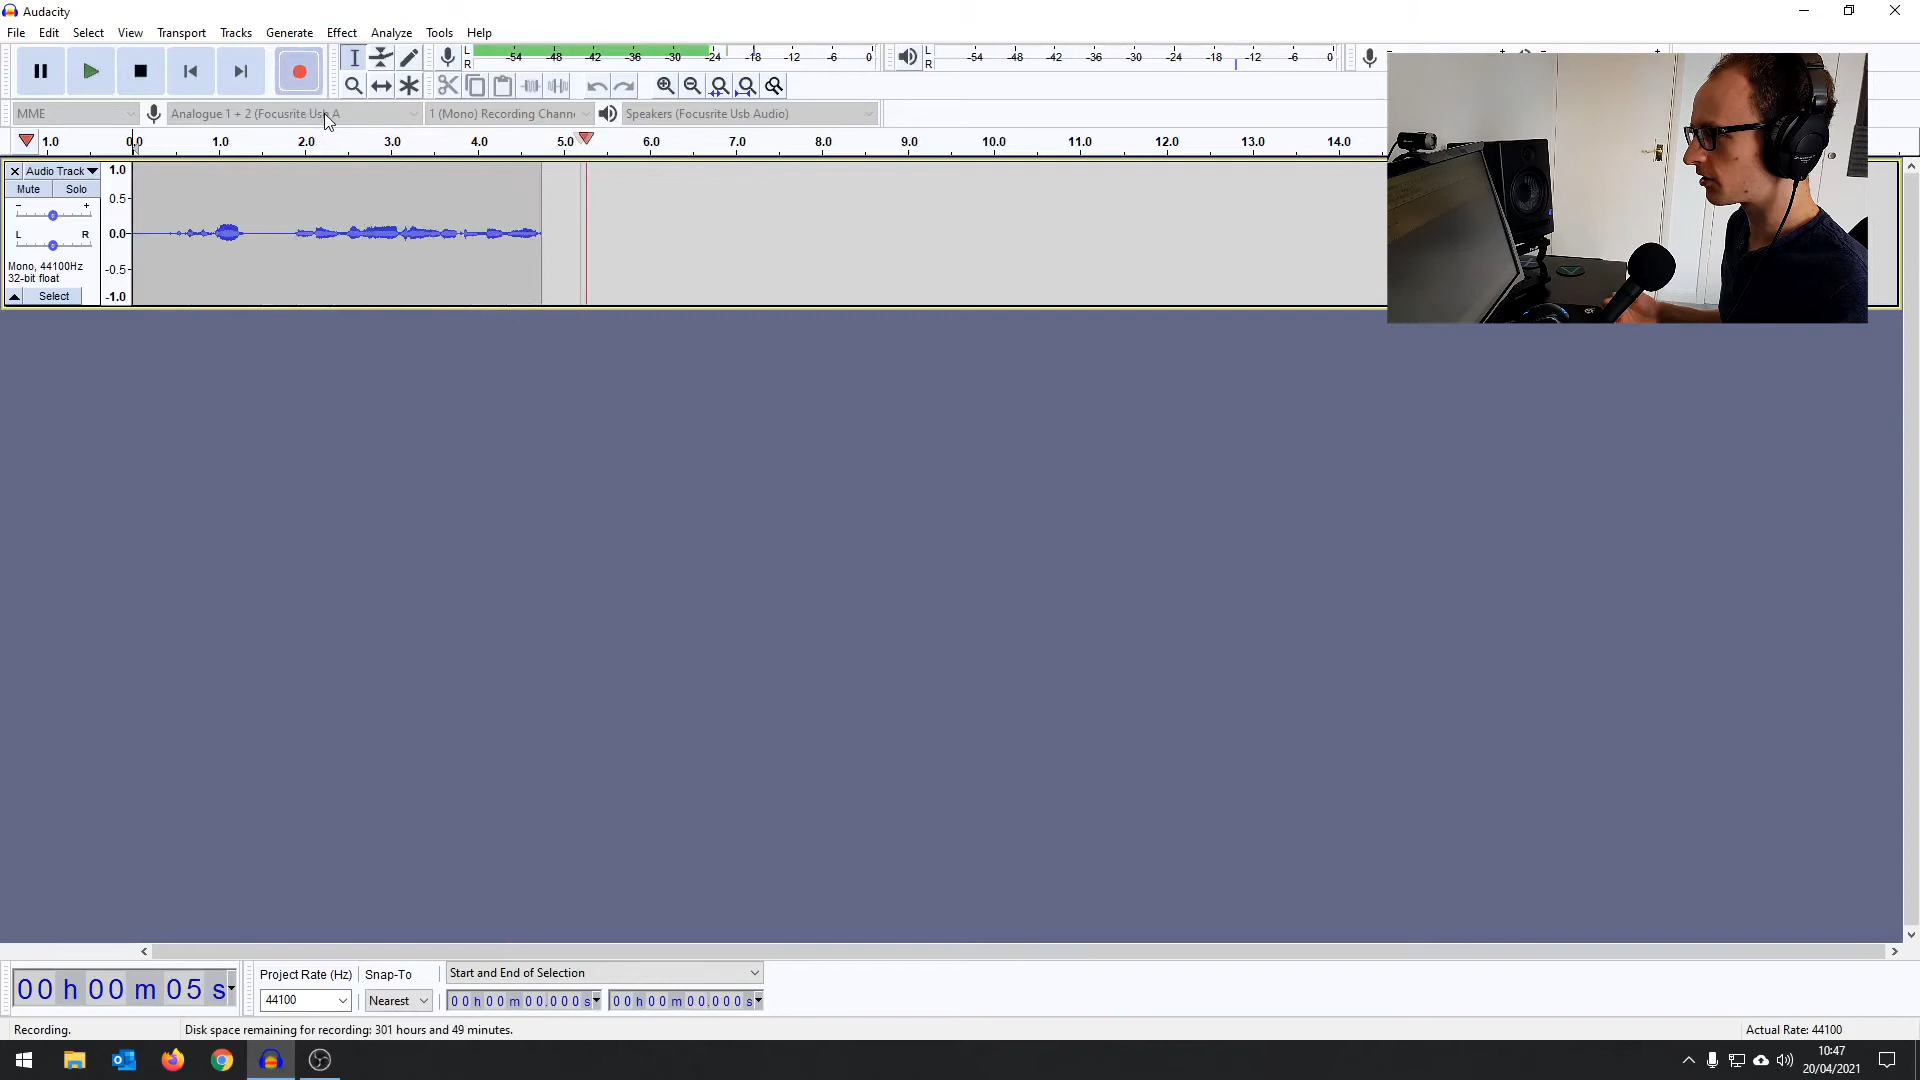 Audacity
File Edit Select View Transport Tracks Generate Effect Analyze Tools Help
L R -54 -48 -42 -36 -30 -24 -18 -12 -6 0
L R -54 -48 -42 -36 -30 -24 -18 -12 -6 0
MME Analogue 1 + 2 (Focusrite Usb A 1 (Mono) Recording Chann Speakers (Focusrite Usb Audio)
1.0 0.0 1.0 2.0 3.0 4.0 5.0 6.0 7.0 8.0 9.0 10.0 11.0 12.0 13.0 14.0
Audio Track 1.0
Mute Solo
- + 0.5
L R 0.0
Mono, 44100Hz
32-bit float -0.5
Select -1.0
00 h 00 m 05 s
Project Rate (Hz) Snap-To Start and End of Selection
44100 Nearest 00 h 00 m 00.000 s 00 h 00 m 00.000 s
Recording. Disk space remaining for recording: 301 hours and 49 minutes. Actual Rate: 44100
10:47
20/04/2021